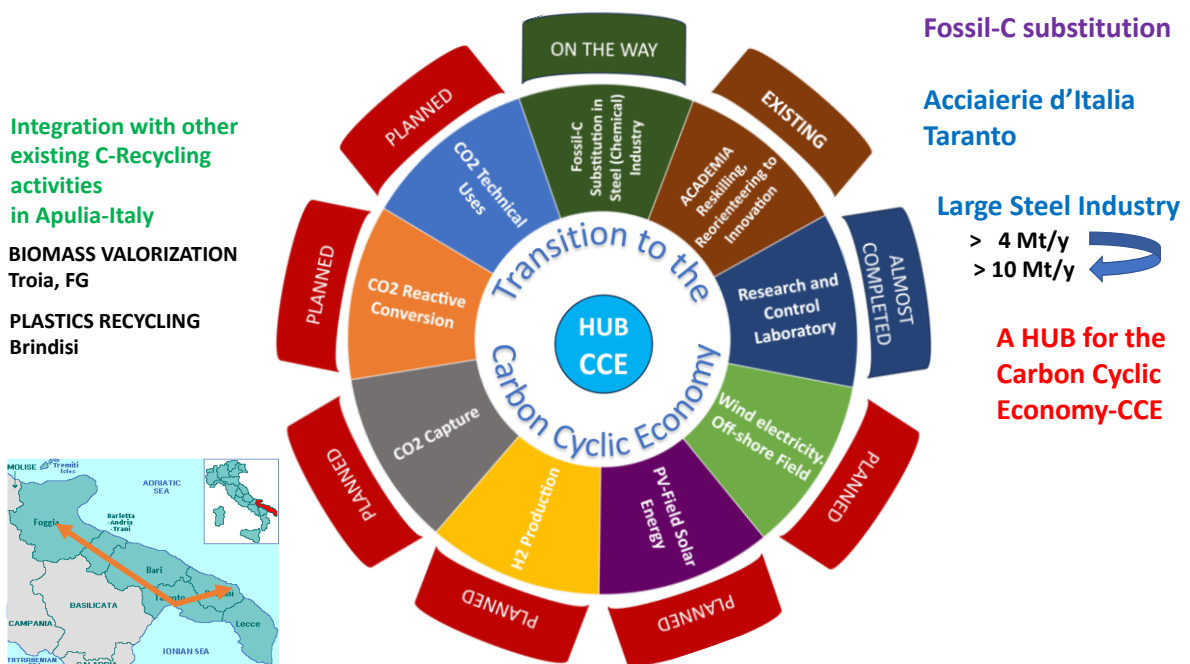 Fossil-C substitution
Acciaierie d’Italia
Taranto
Large Steel Industry
> 4 Mt/y
> 10 Mt/y
A HUB for the
Carbon Cyclic
Economy-CCE
Integration with other
existing C-Recycling
activities
in Apulia-Italy
BIOMASS VALORIZATION
Troia, FG
PLASTICS RECYCLING
Brindisi
ON THE WAY
Fossil-C
Substitution in
Steel (Chemical)
Industry
EXISTING
ACADEMIA
Reskilling,
Reorienteering to
Innovation
ALMOST
COMPLETED
Research and
Control
Laboratory
PLANNED
Wind electricity.
Off-shore Field
PLANNED
PV-Field Solar
Energy
PLANNED
H2 Production
PLANNED
CO2 Capture
PLANNED
CO2 Reactive
Conversion
PLANNED
CO2 Technical
Uses
Transition to the
Carbon Cyclic Economy
HUB
CCE
MOLISE
Tremiti
Isles
ADRIATIC
SEA
Foggia
Barletta
-Andria
-Trani
Bari
BASILICATA
Lecce
CAMPANIA
IONIAN SEA